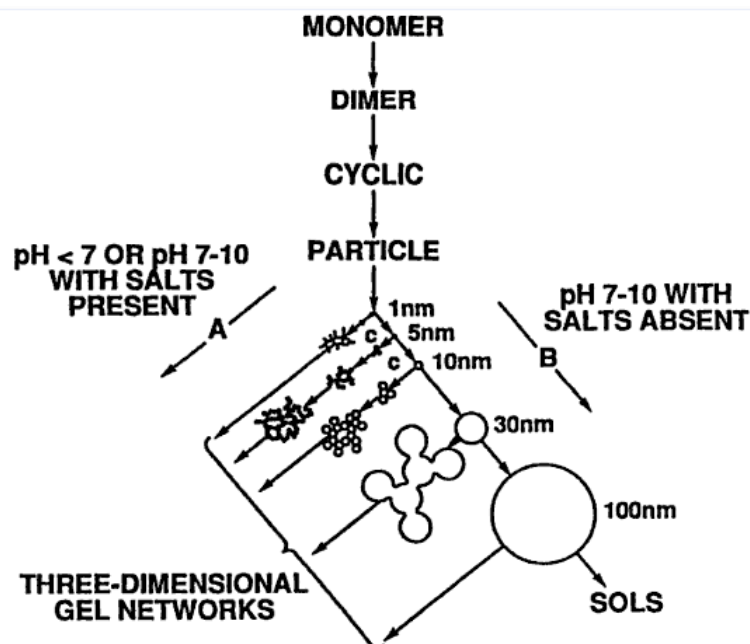 MONOMER
DIMER
CYCLIC
PARTICLE
pH < 7 OR pH 7-10
WITH SALTS
PRESENT
A
pH 7-10 WITH
SALTS ABSENT
B
1nm
c
5nm
c
10nm
30nm
100nm
THREE-DIMENSIONAL
GEL NETWORKS
SOLS